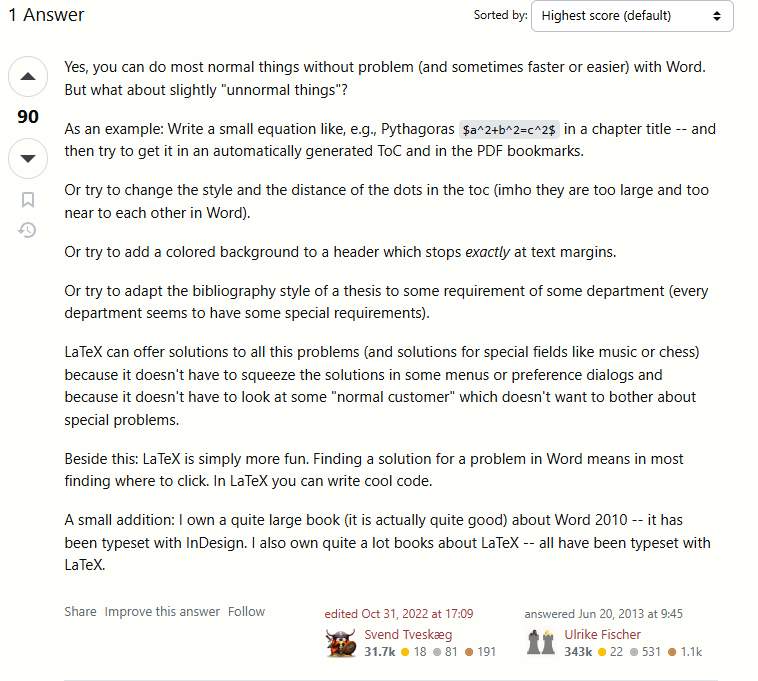 1 Answer
Sorted by: Highest score (default)
Yes, you can do most normal things without problem (and sometimes faster or easier) with Word.
But what about slightly "unnormal things"?
90
As an example: Write a small equation like, e.g., Pythagoras $a^2+b^2=c^2$ in a chapter title -- and
then try to get it in an automatically generated ToC and in the PDF bookmarks.
Or try to change the style and the distance of the dots in the toc (imho they are too large and too
near to each other in Word).
Or try to add a colored background to a header which stops exactly at text margins.
Or try to adapt the bibliography style of a thesis to some requirement of some department (every
department seems to have some special requirements).
LaTeX can offer solutions to all this problems (and solutions for special fields like music or chess)
because it doesn't have to squeeze the solutions in some menus or preference dialogs and
because it doesn't have to look at some "normal customer" which doesn't want to bother about
special problems.
Beside this: LaTeX is simply more fun. Finding a solution for a problem in Word means in most
finding where to click. In LaTeX you can write cool code.
A small addition: I own a quite large book (it is actually quite good) about Word 2010 -- it has
been typeset with InDesign. I also own quite a lot books about LaTeX -- all have been typeset with
LaTeX.
Share Improve this answer Follow
edited Oct 31, 2022 at 17:09
Svend Tveskæg
31.7k 18 81 191
answered Jun 20, 2013 at 9:45
Ulrike Fischer
343k 22 531 1.1k